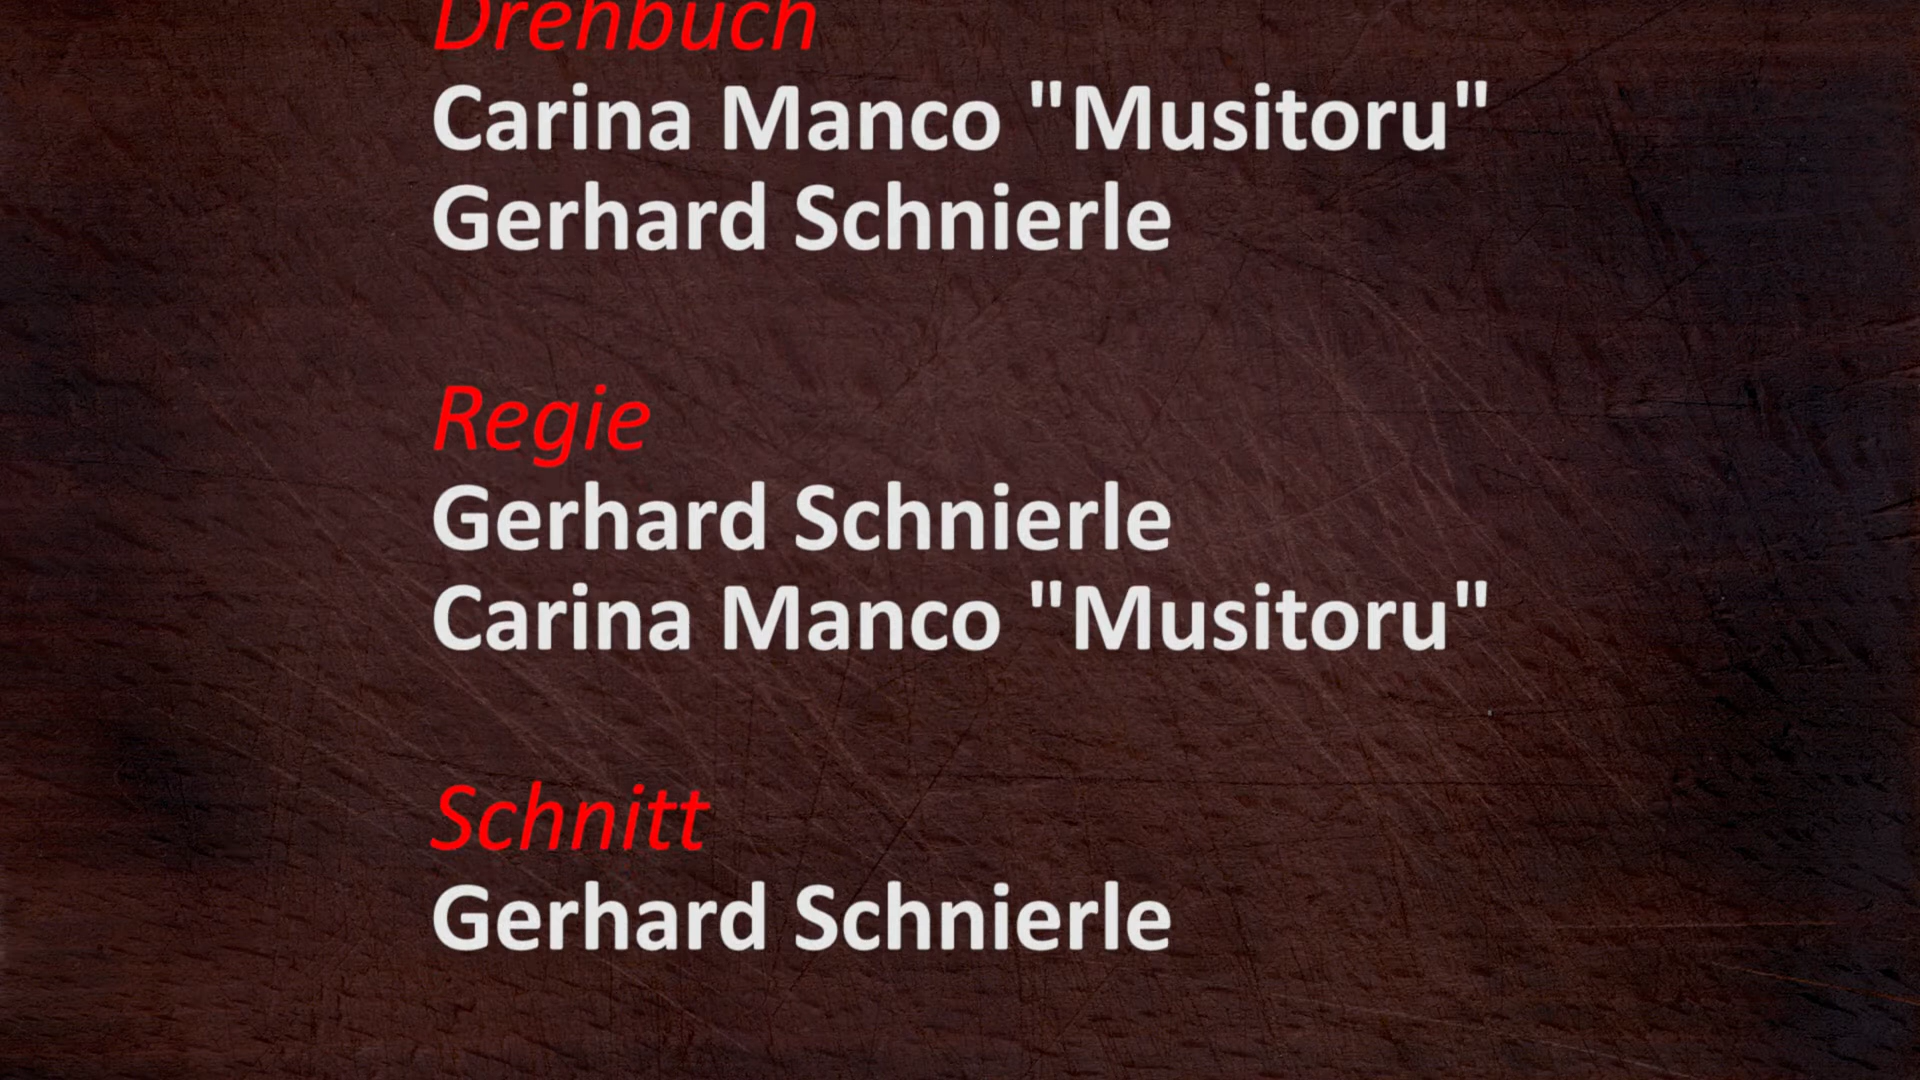 Drehbuch
Carina Manco "Musitoru"
Gerhard Schnierle
Regie
Gerhard Schnierle
Carina Manco "Musitoru"
Schnitt
Gerhard Schnierle